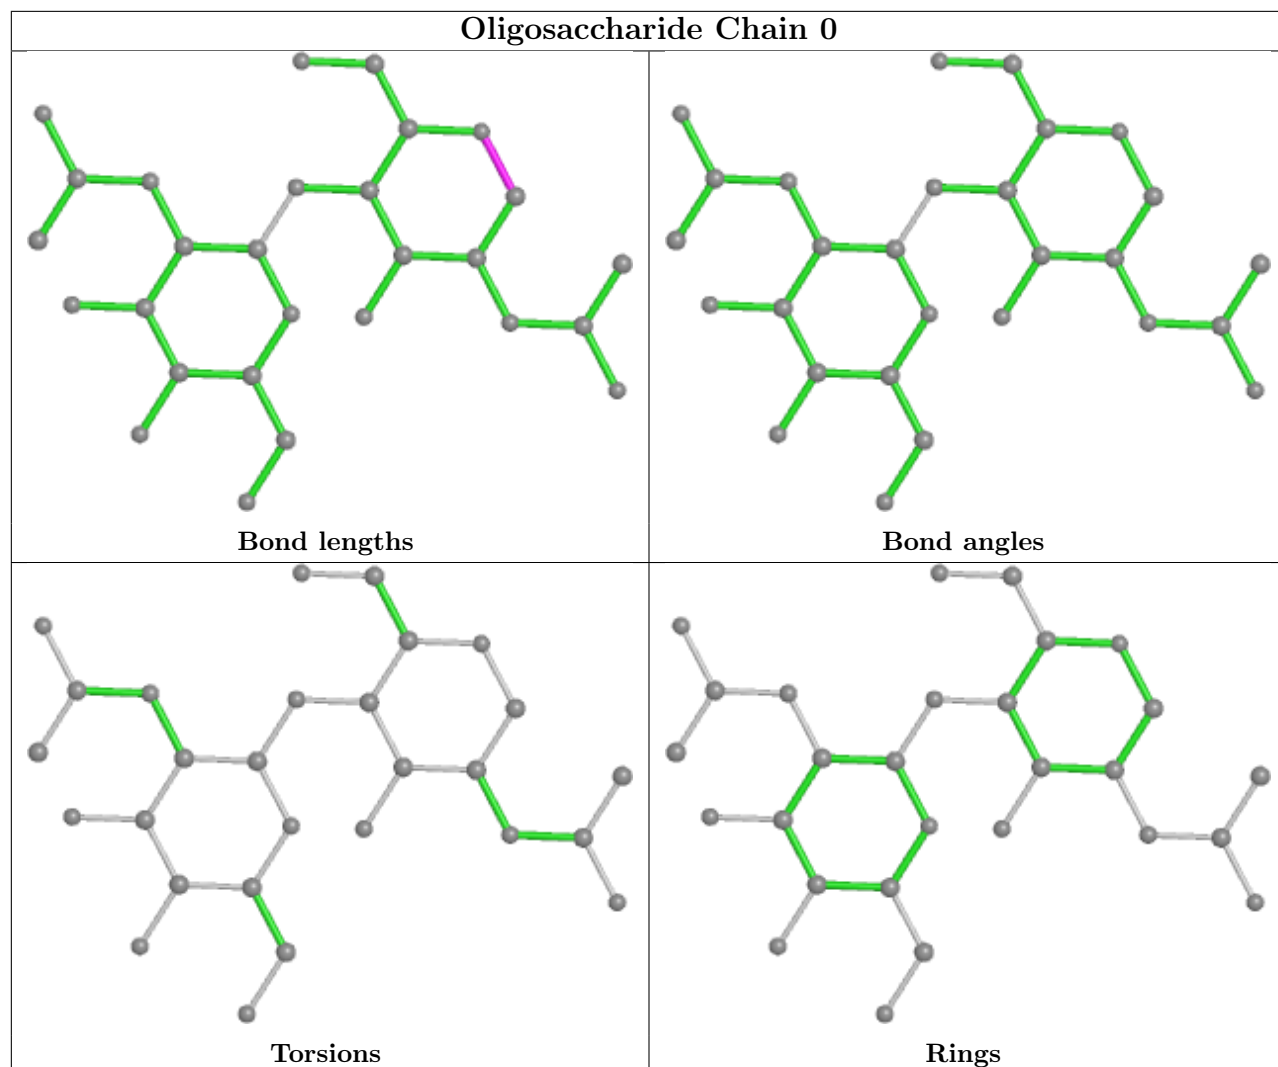 Oligosaccharide Chain 0
Bond lengths
Bond angles
Torsions
Rings